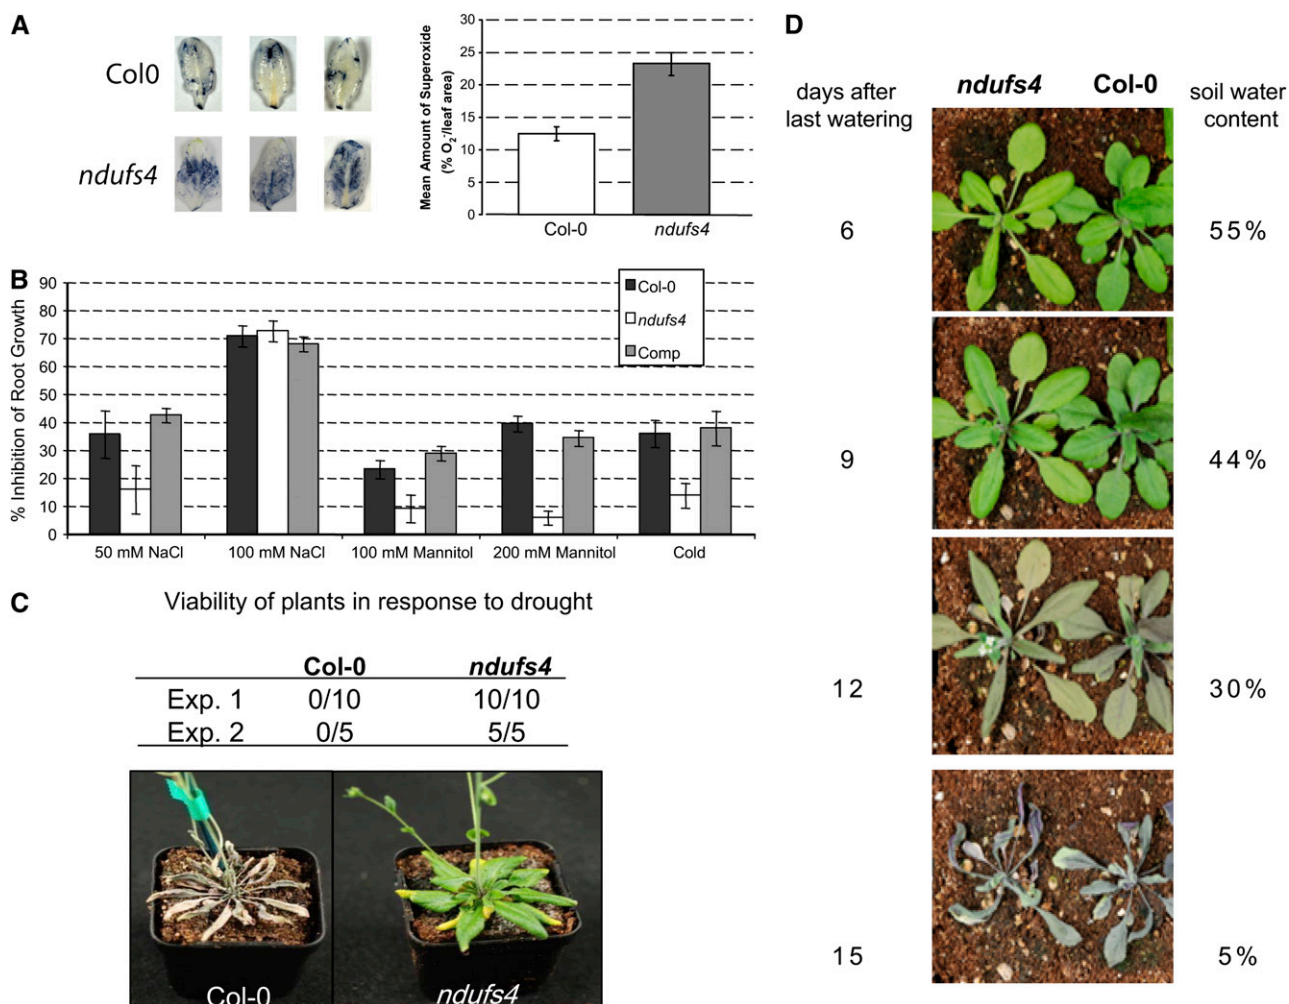 A
Col0
ndufs4
Mean Amount of Superoxide
(% O₂⁻/leaf area)
30
25
20
15
10
5
0
Col-0
ndufs4
B
% Inhibition of Root Growth
90
80
70
60
50
40
30
20
10
0
Col-0
ndufs4
Comp
50 mM NaCl
100 mM NaCl
100 mM Mannitol
200 mM Mannitol
Cold
C
Viability of plants in response to drought
Col-0 ndufs4
Exp. 1 0/10 10/10
Exp. 2 0/5 5/5
Col-0
ndufs4
D
days after
last watering
ndufs4 Col-0
soil water
content
6 55%
9 44%
12 30%
15 5%